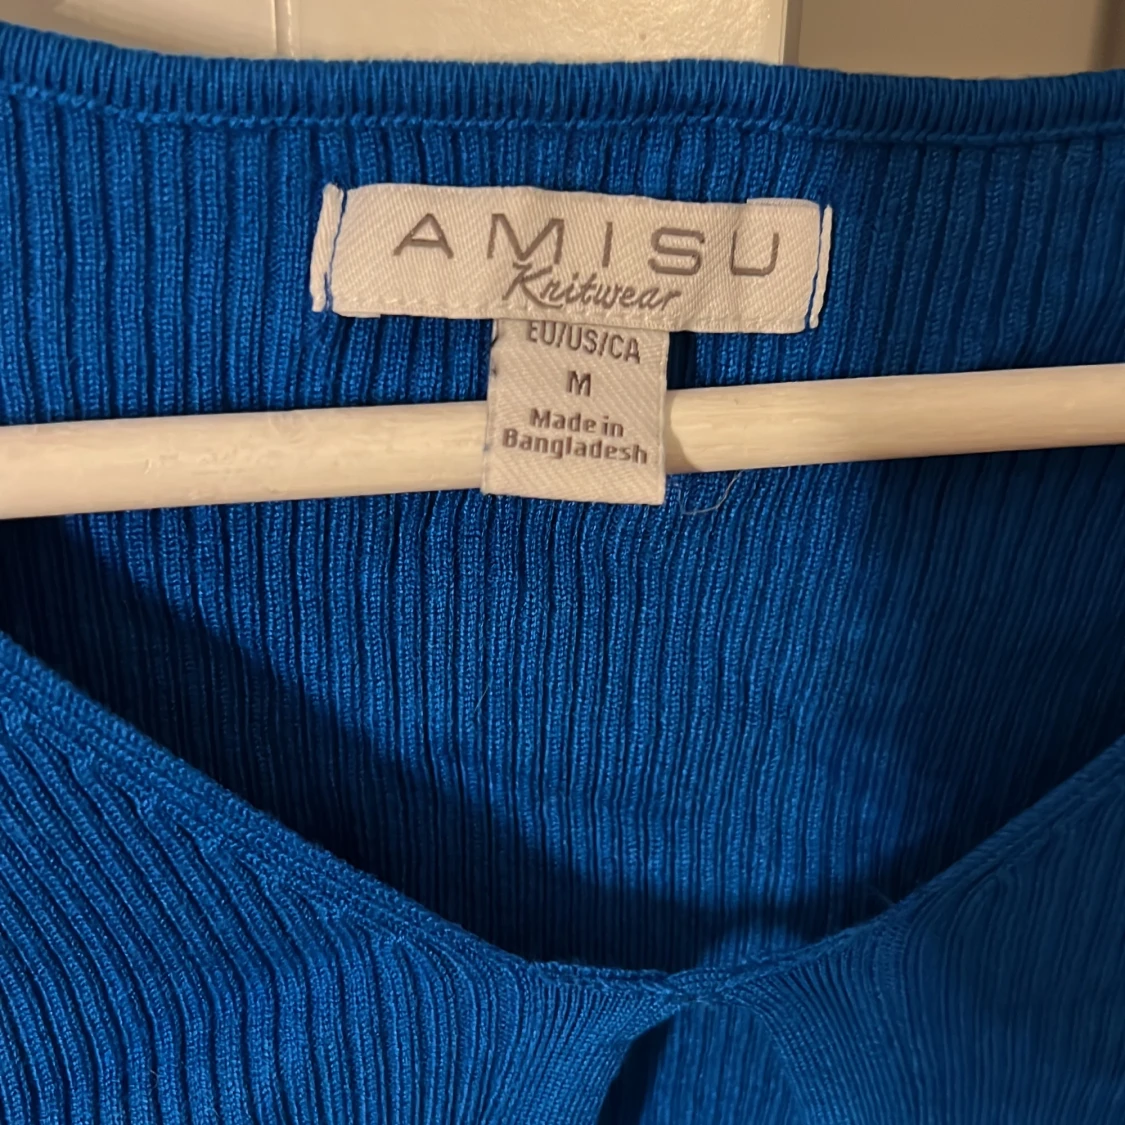 AMISU
Knitwear
EU/US/CA
M
Made in
Bangladesh